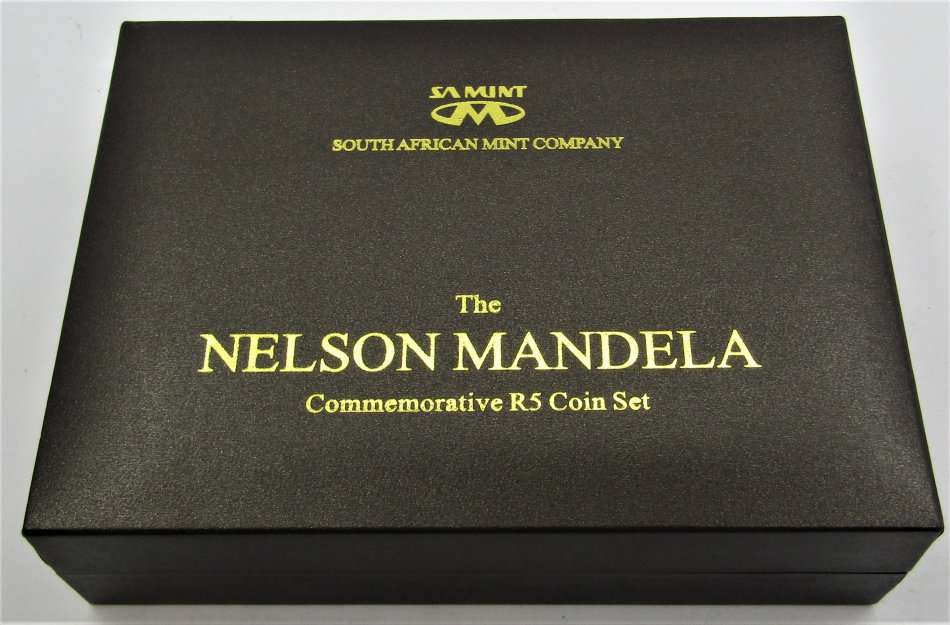 SA MINT
SOUTH AFRICAN MINT COMPANY
The
NELSON MANDELA
Commemorative R5 Coin Set